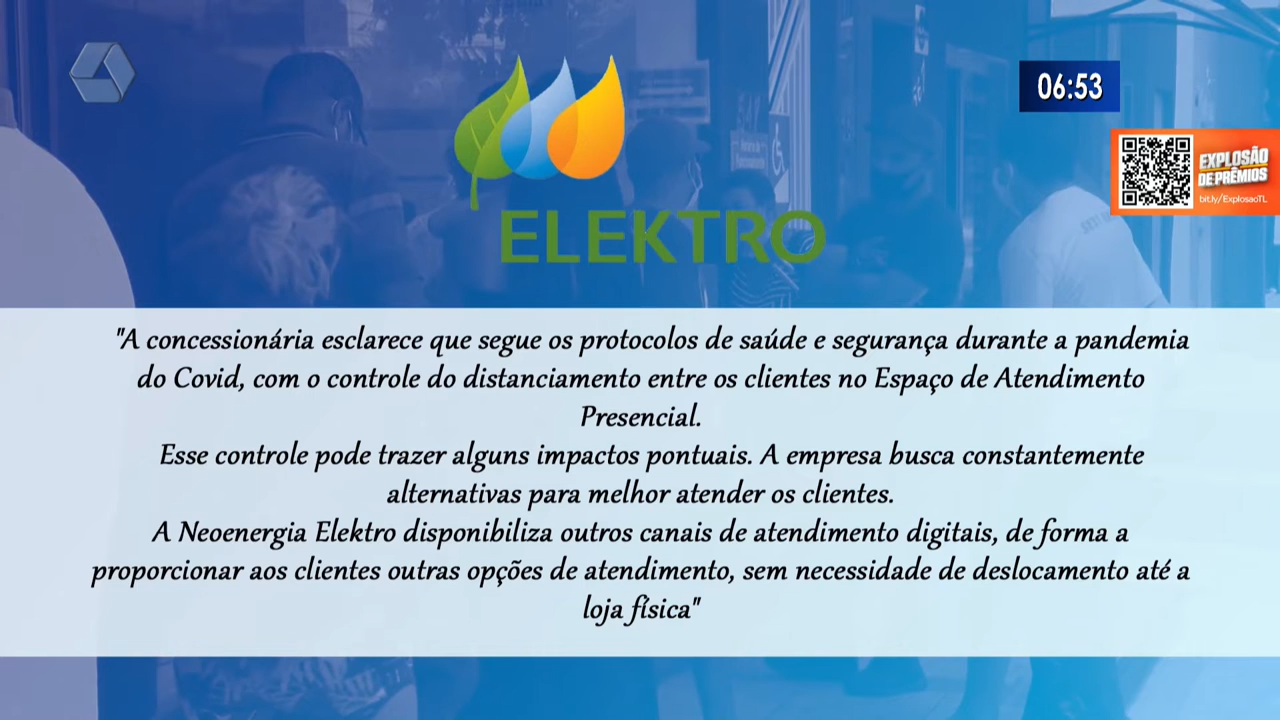 06:53
EXPLOSÃO
DE PRÊMIOS
bit.ly/ExplosaoTL
ELEKTRO
"A concessionária esclarece que segue os protocolos de saúde e segurança durante a pandemia
do Covid, com o controle do distanciamento entre os clientes no Espaço de Atendimento
Presencial.
Esse controle pode trazer alguns impactos pontuais. A empresa busca constantemente
alternativas para melhor atender os clientes.
A Neoenergia Elektro disponibiliza outros canais de atendimento digitais, de forma a
proporcionar aos clientes outras opções de atendimento, sem necessidade de deslocamento até a
loja física"